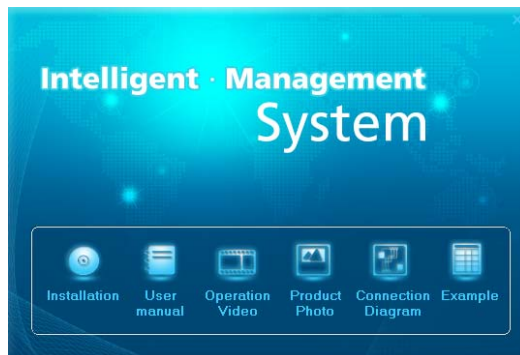 Intelligent · Management
System
Installation
User
manual
Operation
Video
Product
Photo
Connection
Diagram
Example